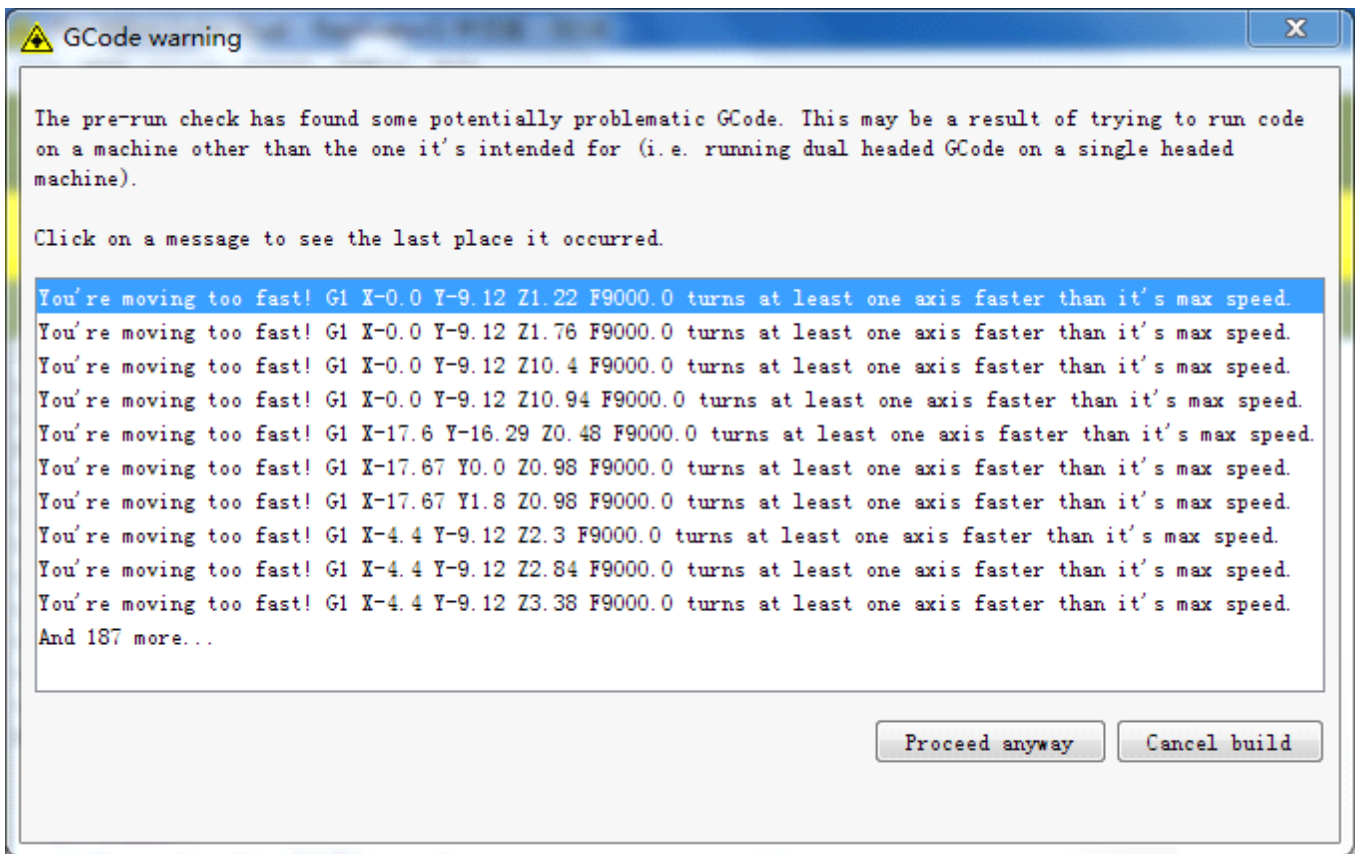 GCode warning
The pre-run check has found some potentially problematic GCode. This may be a result of trying to run code
on a machine other than the one it's intended for (i.e. running dual headed GCode on a single headed
machine).
Click on a message to see the last place it occurred.
You're moving too fast! G1 X-0.0 Y-9.12 Z1.22 F9000.0 turns at least one axis faster than it's max speed.
You're moving too fast! G1 X-0.0 Y-9.12 Z1.76 F9000.0 turns at least one axis faster than it's max speed.
You're moving too fast! G1 X-0.0 Y-9.12 Z10.4 F9000.0 turns at least one axis faster than it's max speed.
You're moving too fast! G1 X-0.0 Y-9.12 Z10.94 F9000.0 turns at least one axis faster than it's max speed.
You're moving too fast! G1 X-17.6 Y-16.29 Z0.48 F9000.0 turns at least one axis faster than it's max speed.
You're moving too fast! G1 X-17.67 Y0.0 Z0.98 F9000.0 turns at least one axis faster than it's max speed.
You're moving too fast! G1 X-17.67 Y1.8 Z0.98 F9000.0 turns at least one axis faster than it's max speed.
You're moving too fast! G1 X-4.4 Y-9.12 Z2.3 F9000.0 turns at least one axis faster than it's max speed.
You're moving too fast! G1 X-4.4 Y-9.12 Z2.84 F9000.0 turns at least one axis faster than it's max speed.
You're moving too fast! G1 X-4.4 Y-9.12 Z3.38 F9000.0 turns at least one axis faster than it's max speed.
And 187 more...
Proceed anyway
Cancel build